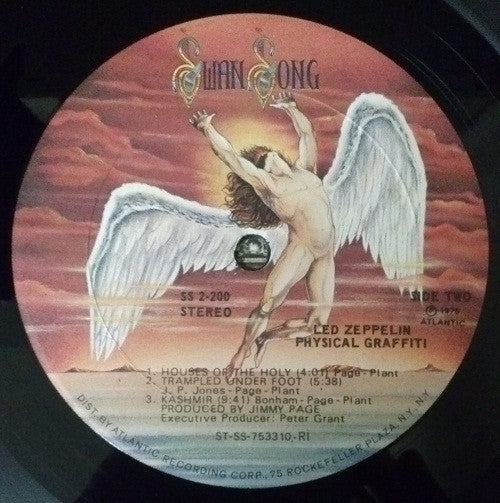 SWAN SONG
SS 2-200
STEREO
SIDE TWO
Ⓟ 1975
ATLANTIC
LED ZEPPELIN
PHYSICAL GRAFFITI
1. HOUSES OF THE HOLY (4:01) Page-Plant
2. TRAMPLED UNDER FOOT (5:38)
J. P. Jones-Page-Plant
3. KASHMIR (9:41) Bonham-Page-Plant
PRODUCED BY JIMMY PAGE
Executive Producer: Peter Grant
ST-SS-753310,-RI
DIST. BY ATLANTIC RECORDING CORP., 75 ROCKEFELLER PLAZA, N.Y. N.Y.